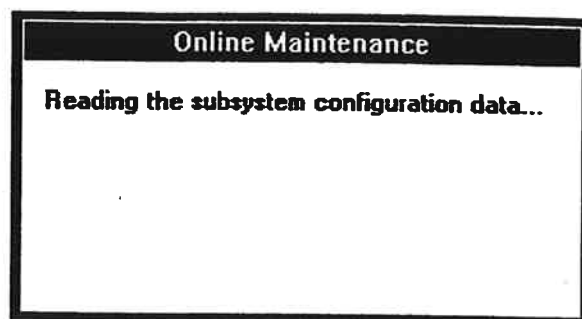 Online Maintenance
Reading the subsystem configuration data...